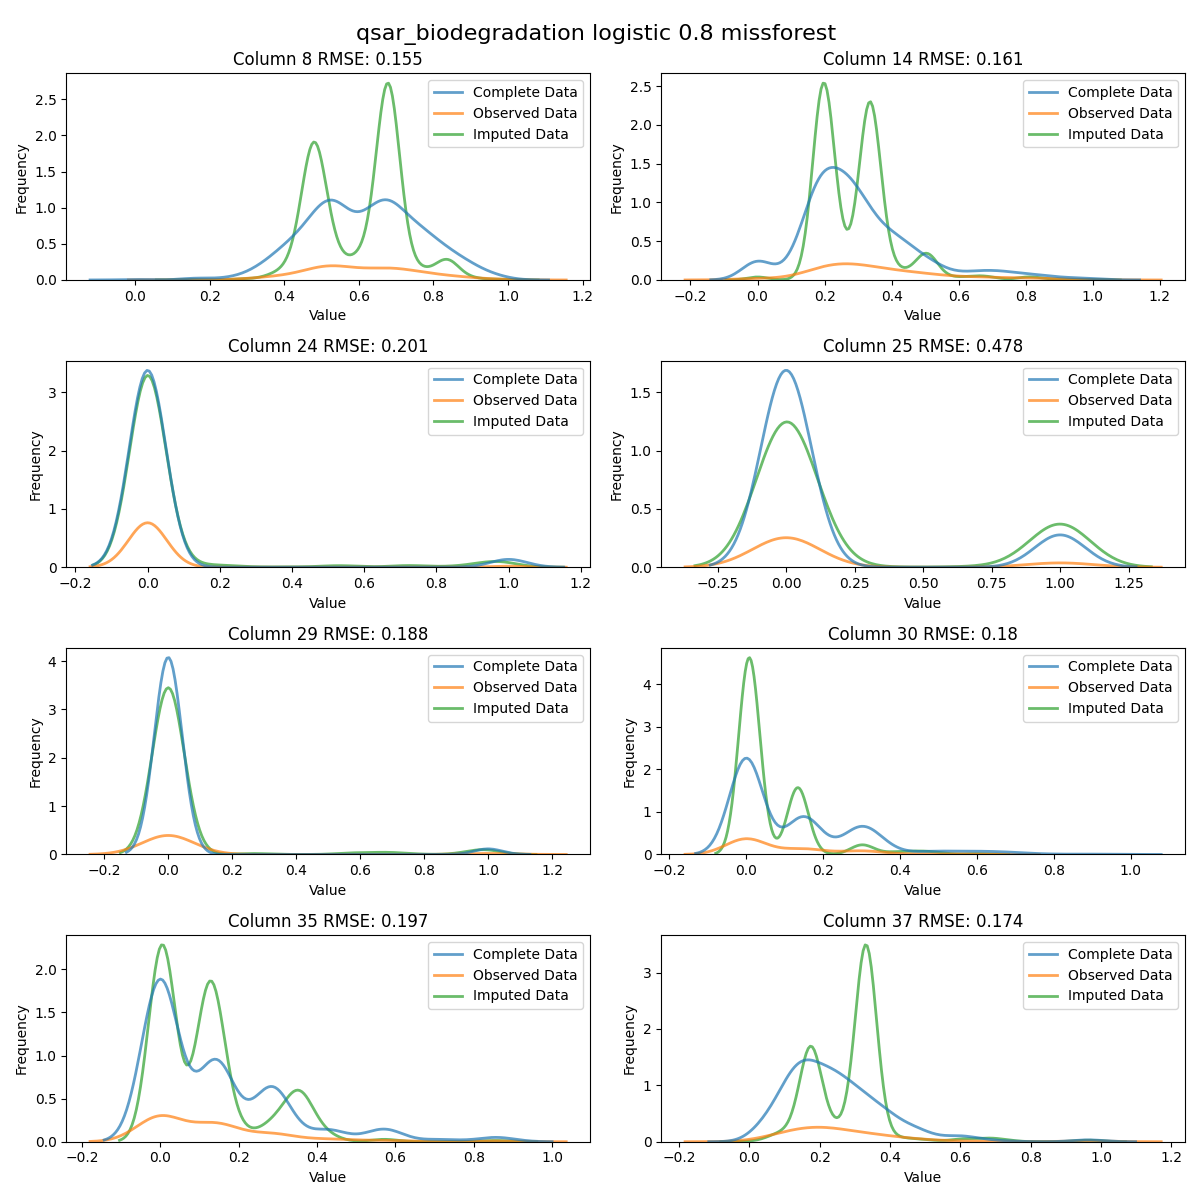 qsar_biodegradation logistic 0.8 missforest
Column 8 RMSE: 0.155
Frequency
2.5
2.0
1.5
1.0
0.5
0.0
Complete Data
Observed Data
Imputed Data
0.0 0.2 0.4 0.6 0.8 1.0 1.2
Value
Column 14 RMSE: 0.161
Frequency
2.5
2.0
1.5
1.0
0.5
0.0
Complete Data
Observed Data
Imputed Data
−0.2 0.0 0.2 0.4 0.6 0.8 1.0 1.2
Value
Column 24 RMSE: 0.201
Frequency
3
2
1
0
Complete Data
Observed Data
Imputed Data
−0.2 0.0 0.2 0.4 0.6 0.8 1.0 1.2
Value
Column 25 RMSE: 0.478
Frequency
1.5
1.0
0.5
0.0
Complete Data
Observed Data
Imputed Data
−0.25 0.00 0.25 0.50 0.75 1.00 1.25
Value
Column 29 RMSE: 0.188
Frequency
4
3
2
1
0
Complete Data
Observed Data
Imputed Data
−0.2 0.0 0.2 0.4 0.6 0.8 1.0 1.2
Value
Column 30 RMSE: 0.18
Frequency
4
3
2
1
0
Complete Data
Observed Data
Imputed Data
−0.2 0.0 0.2 0.4 0.6 0.8 1.0
Value
Column 35 RMSE: 0.197
Frequency
2.0
1.5
1.0
0.5
0.0
Complete Data
Observed Data
Imputed Data
−0.2 0.0 0.2 0.4 0.6 0.8 1.0
Value
Column 37 RMSE: 0.174
Frequency
3
2
1
0
Complete Data
Observed Data
Imputed Data
−0.2 0.0 0.2 0.4 0.6 0.8 1.0 1.2
Value